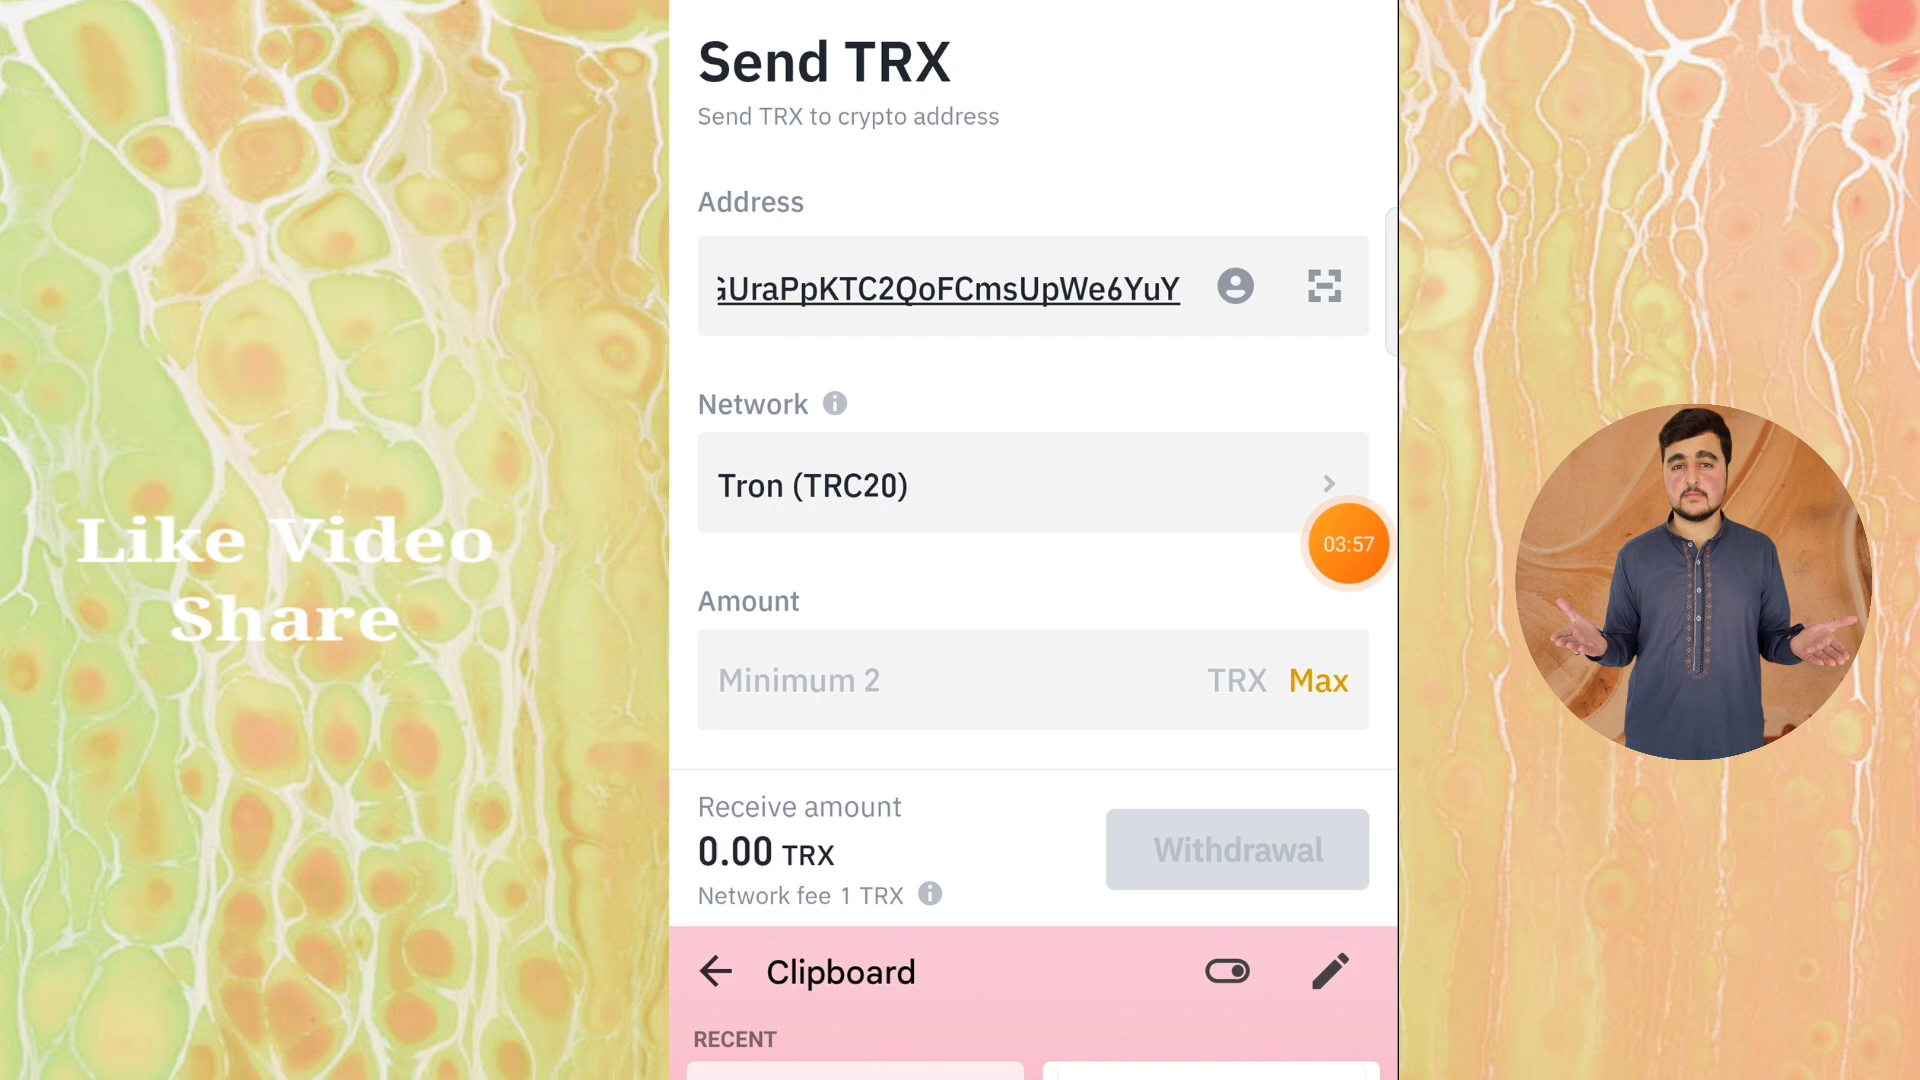 Send TRX
Send TRX to crypto address
Address
GUraPpKTC2QoFCmsUpWe6YuY
Network
Tron (TRC20)
03:57
Amount
Minimum 2 TRX Max
Receive amount
0.00 TRX
Network fee 1 TRX
Withdrawal
Clipboard
RECENT
Like Video
Share